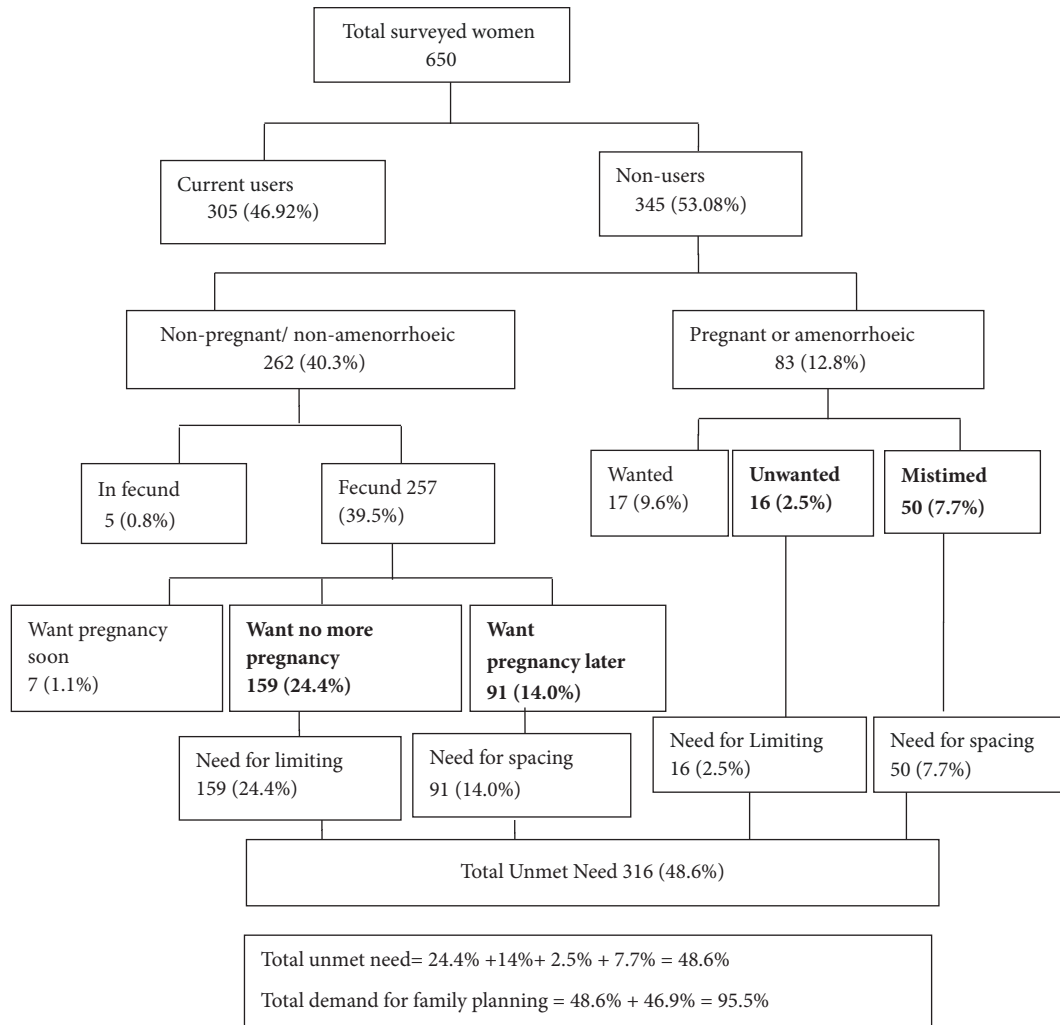 Total surveyed women
650
Current users
305 (46.92%)
Non-users
345 (53.08%)
Non-pregnant/ non-amenorrhoeic
262 (40.3%)
Pregnant or amenorrhoeic
83 (12.8%)
In fecund
5 (0.8%)
Fecund 257
(39.5%)
Wanted
17 (9.6%)
Unwanted
16 (2.5%)
Mistimed
50 (7.7%)
Want pregnancy
soon
7 (1.1%)
Want no more
pregnancy
159 (24.4%)
Want
pregnancy later
91 (14.0%)
Need for limiting
159 (24.4%)
Need for spacing
91 (14.0%)
Need for Limiting
16 (2.5%)
Need for spacing
50 (7.7%)
Total Unmet Need 316 (48.6%)
Total unmet need= 24.4% +14%+ 2.5% + 7.7% = 48.6%
Total demand for family planning = 48.6% + 46.9% = 95.5%